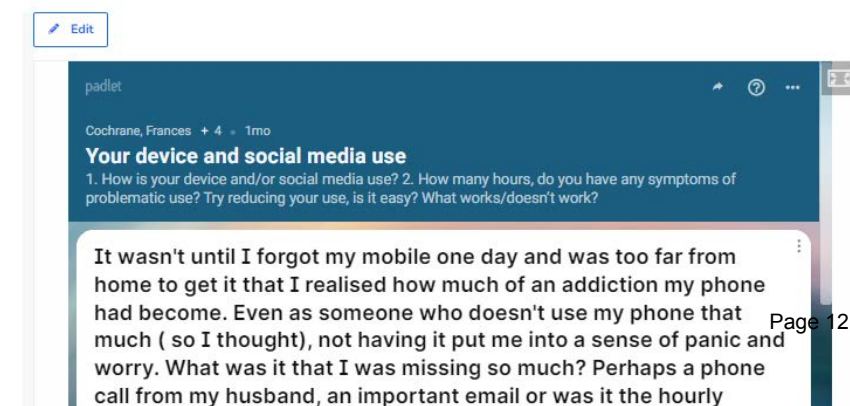 Edit
padlet
Cochrane, Frances + 4 • 1mo
Your device and social media use
1. How is your device and/or social media use? 2. How many hours, do you have any symptoms of
problematic use? Try reducing your use, is it easy? What works/doesn't work?
It wasn't until I forgot my mobile one day and was too far from
home to get it that I realised how much of an addiction my phone
had become. Even as someone who doesn't use my phone that
much ( so I thought), not having it put me into a sense of panic and
Page 12
worry. What was it that I was missing so much? Perhaps a phone
call from my husband, an important email or was it the hourly